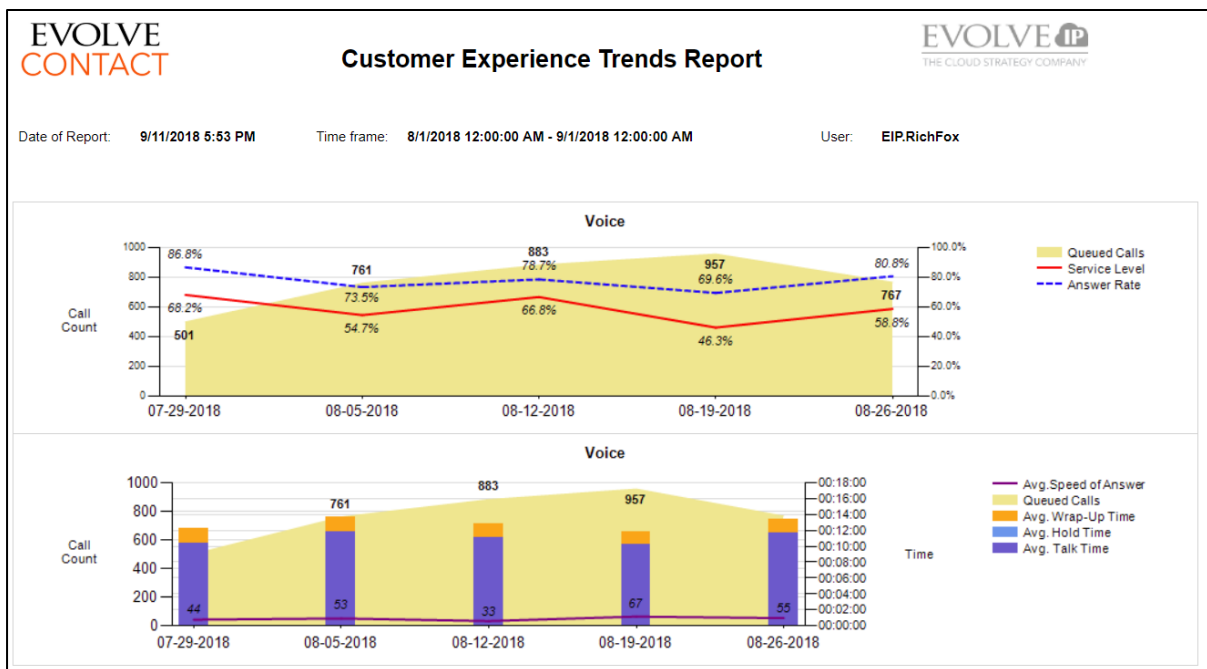 EVOLVE
CONTACT
Customer Experience Trends Report
EVOLVE IP
THE CLOUD STRATEGY COMPANY
Date of Report: 9/11/2018 5:53 PM Time frame: 8/1/2018 12:00:00 AM - 9/1/2018 12:00:00 AM User: EIP.RichFox
Voice
Call
Count
1000
800
600
400
200
0
86.8%
761
883
957
80.8%
73.5%
78.7%
69.6%
767
68.2%
54.7%
66.8%
46.3%
58.8%
501
100.0%
80.0%
60.0%
40.0%
20.0%
0.0%
07-29-2018 08-05-2018 08-12-2018 08-19-2018 08-26-2018
Queued Calls
Service Level
Answer Rate
Voice
Call
Count
1000
800
600
400
200
0
761
883
957
44
53
33
67
55
00:18:00
00:16:00
00:14:00
00:12:00
00:10:00
00:08:00
00:06:00
00:04:00
00:02:00
00:00:00
Time
07-29-2018 08-05-2018 08-12-2018 08-19-2018 08-26-2018
Avg.Speed of Answer
Queued Calls
Avg. Wrap-Up Time
Avg. Hold Time
Avg. Talk Time